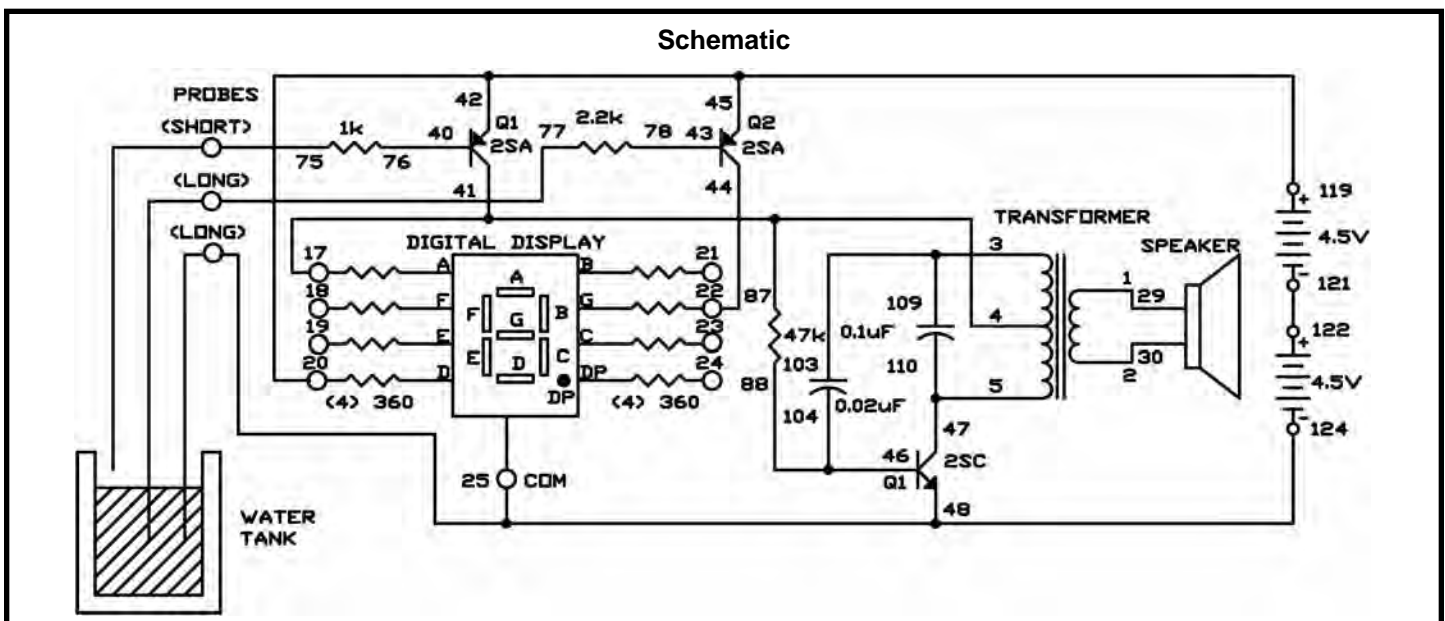 Schematic
PROBES
(SHORT)
(LONG)
(LONG)
1k
75 76
40
42
Q1
2SA
41
77
2.2k
78
43
45
Q2
2SA
44
DIGITAL DISPLAY
17
18
19
20
A
F
E
D
(4) 360
A
F
B
G
E
C
D
DP
B
G
C
DP
21
22
23
24
(4) 360
25
COM
87
47k
88
103
0.02uF
104
109
0.1uF
110
46
47
2SC
Q1
48
TRANSFORMER
3
4
5
1
2
29
30
SPEAKER
+ 119
4.5V
- 121
122
+
4.5V
- 124
WATER
TANK